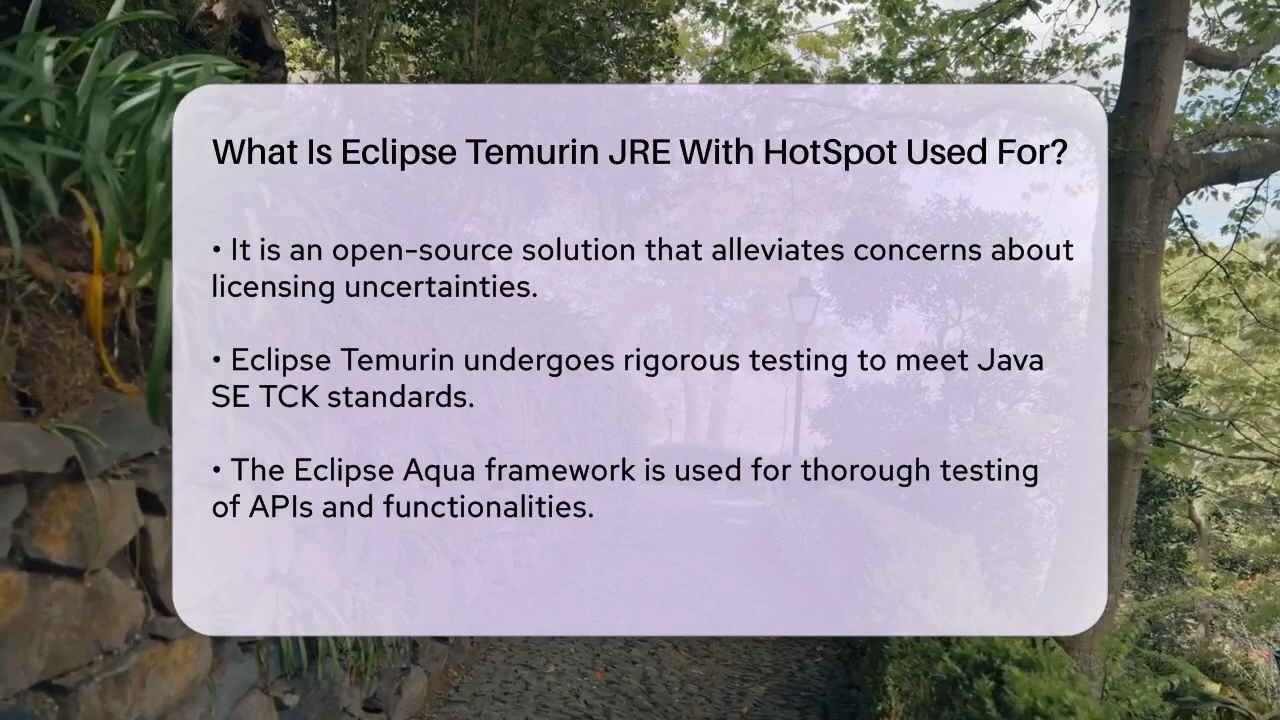 What Is Eclipse Temurin JRE With HotSpot Used For?
• It is an open-source solution that alleviates concerns about
licensing uncertainties.
• Eclipse Temurin undergoes rigorous testing to meet Java
SE TCK standards.
• The Eclipse Aqua framework is used for thorough testing
of APIs and functionalities.